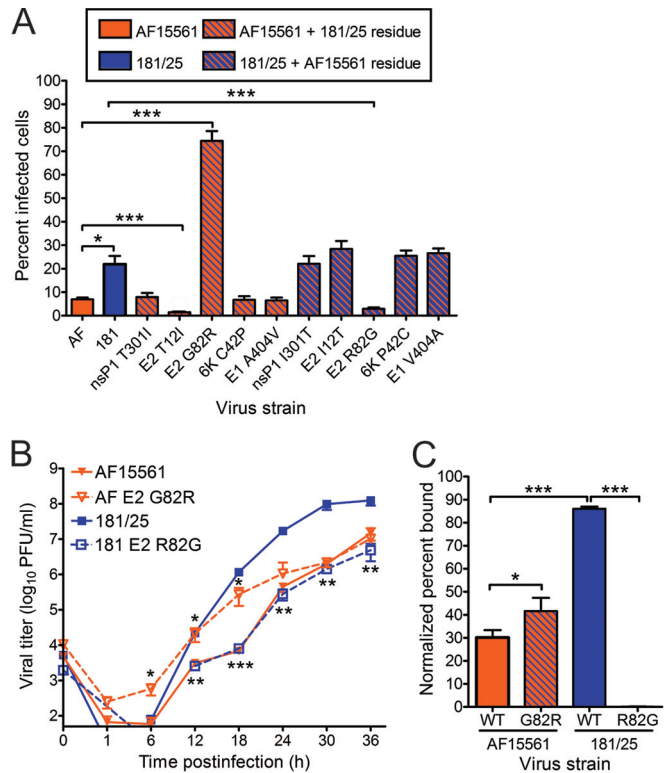 A
AF15561
AF15561 + 181/25 residue
181/25
181/25 + AF15561 residue
100
90
80
70
60
50
40
30
20
10
0
Percent infected cells
***
***
***
*
AF
181
nsP1 T301I
E2 T12I
E2 G82R
6K C42P
E1 A404V
nsP1 I301T
E2 I12T
E2 R82G
6K P42C
E1 V404A
Virus strain
B
AF15561
AF E2 G82R
181/25
181 E2 R82G
9
8
7
6
5
4
3
2
Viral titer (log10 PFU/ml)
*
*
*
**
***
**
**
**
0
1
6
12
18
24
30
36
Time postinfection (h)
C
100
90
80
70
60
50
40
30
20
10
0
Normalized percent bound
***
***
*
WT
G82R
WT
R82G
AF15561
181/25
Virus strain